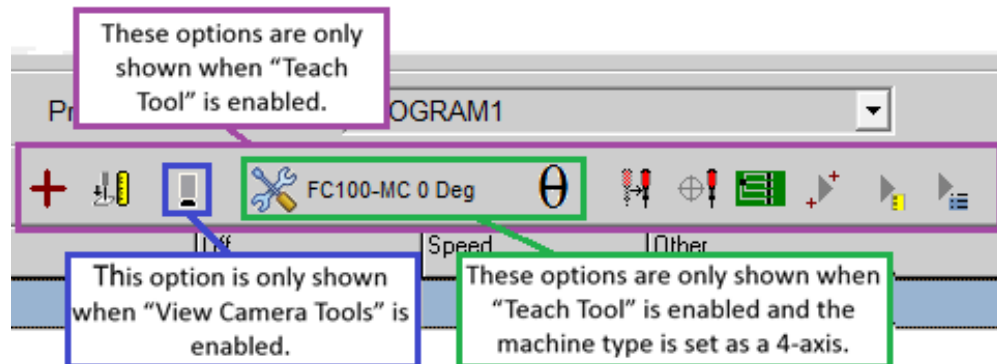 These options are only
shown when “Teach
Tool” is enabled.
Pr
OGRAM1
FC100-MC 0 Deg
θ
Speed
Other
This option is only shown
when “View Camera Tools” is
enabled.
These options are only shown when
“Teach Tool” is enabled and the
machine type is set as a 4-axis.